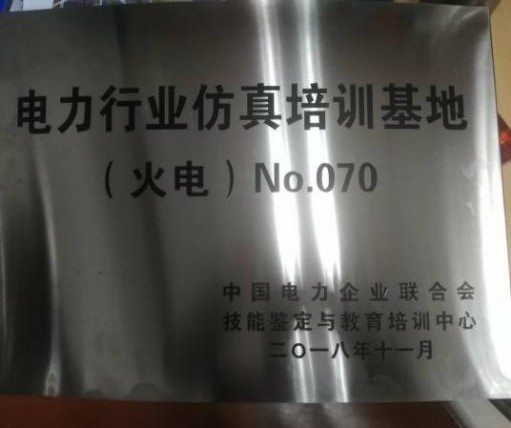 电力行业仿真培训基地
（火电）No.070
中国电力企业联合会
技能鉴定与教育培训中心
二O一八年十一月